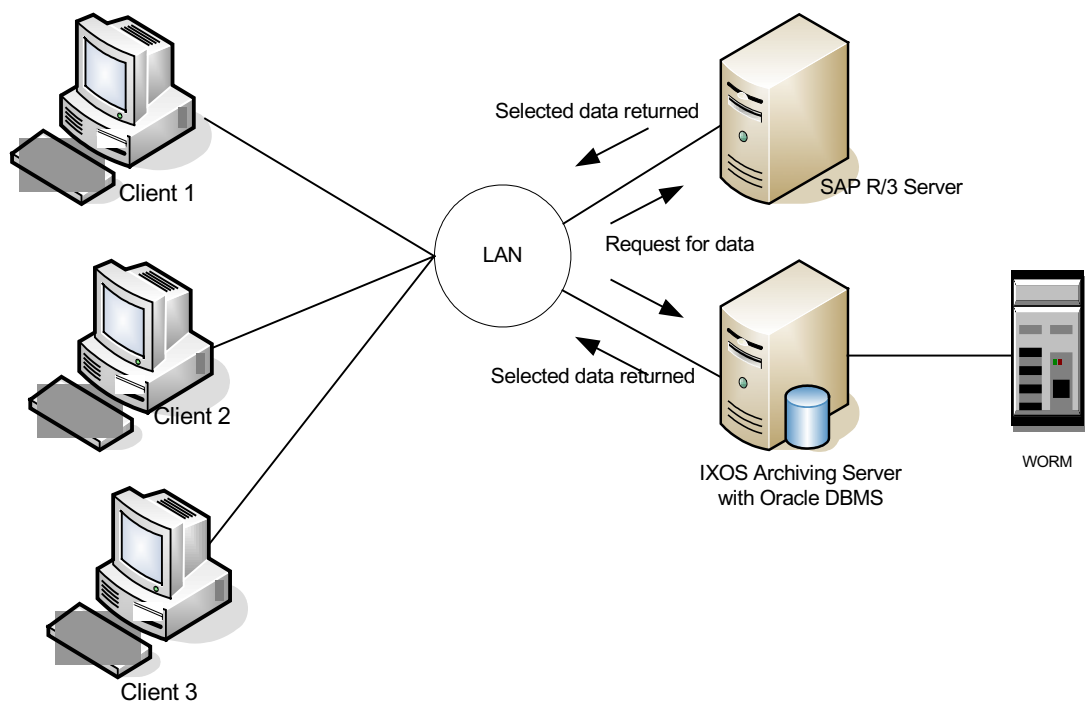 Selected data returned
Client 1
SAP R/3 Server
LAN
Request for data
Selected data returned
Client 2
IXOS Archiving Server
with Oracle DBMS
WORM
Client 3